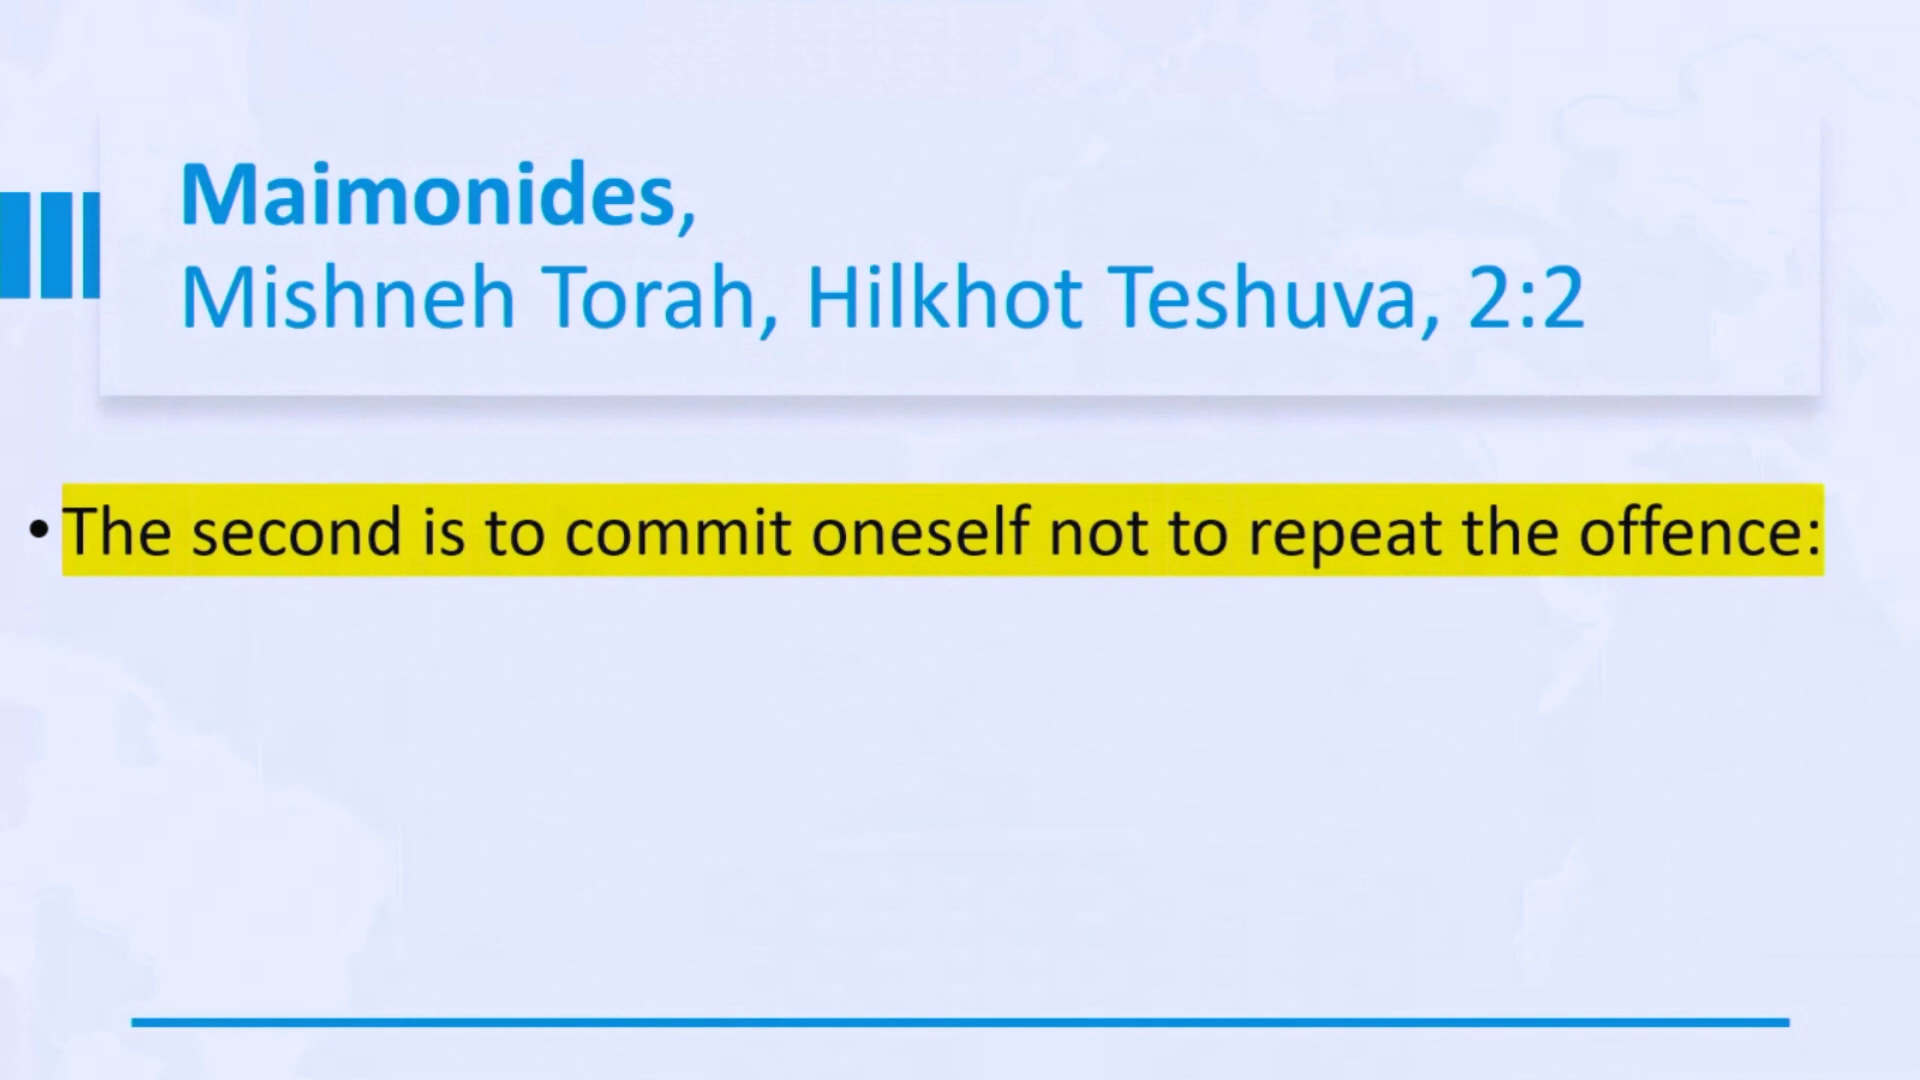 Maimonides,
Mishneh Torah, Hilkhot Teshuva, 2:2
• The second is to commit oneself not to repeat the offence: